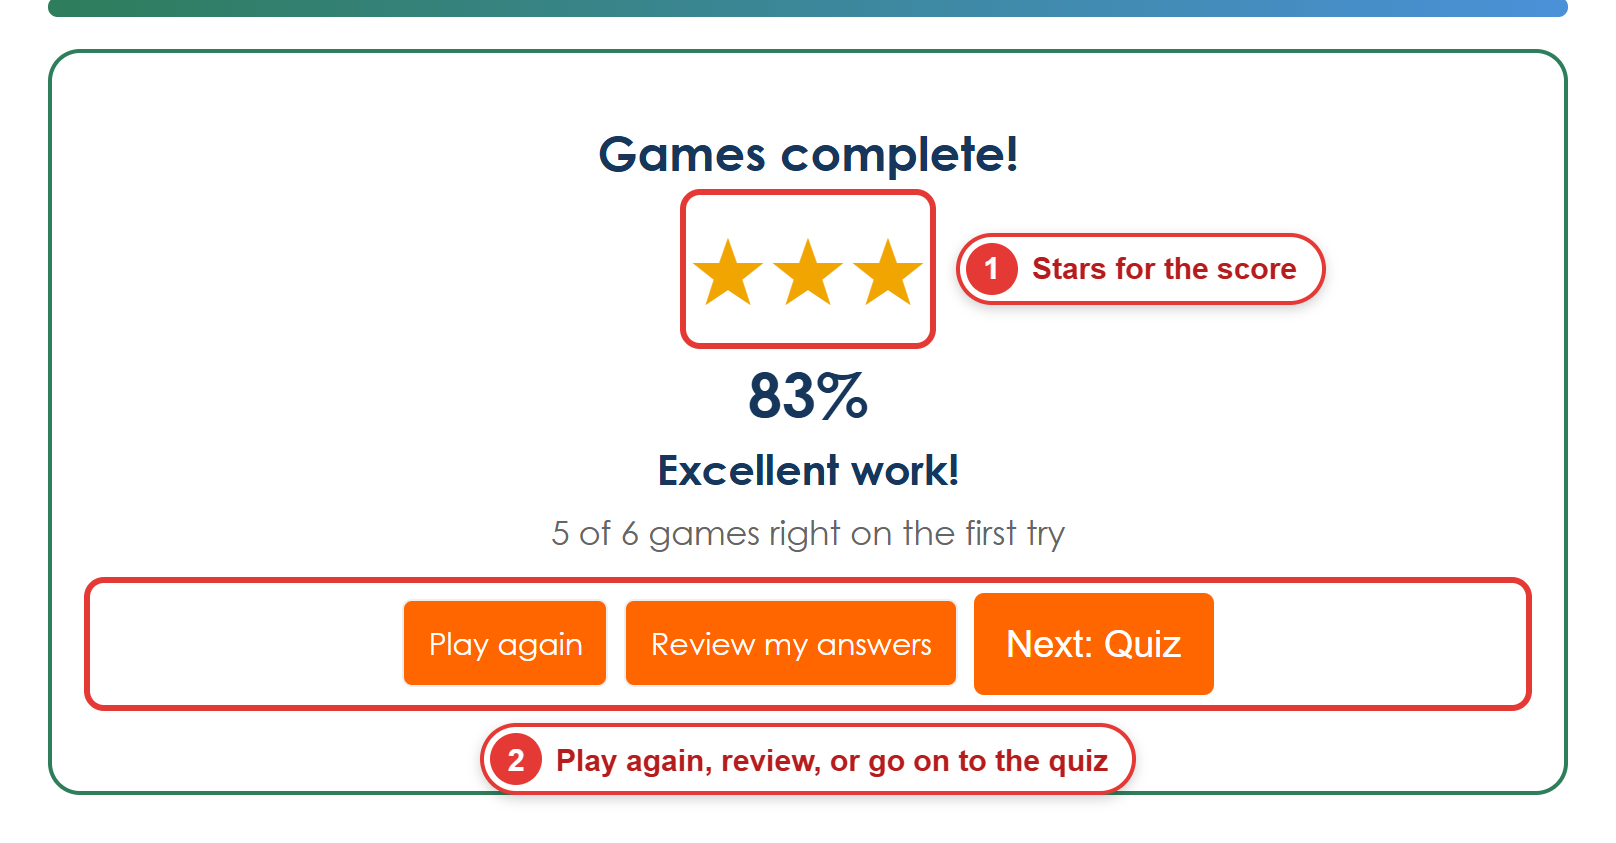 Games complete!
1 Stars for the score
83%
Excellent work!
5 of 6 games right on the first try
Play again
Review my answers
Next: Quiz
2 Play again, review, or go on to the quiz